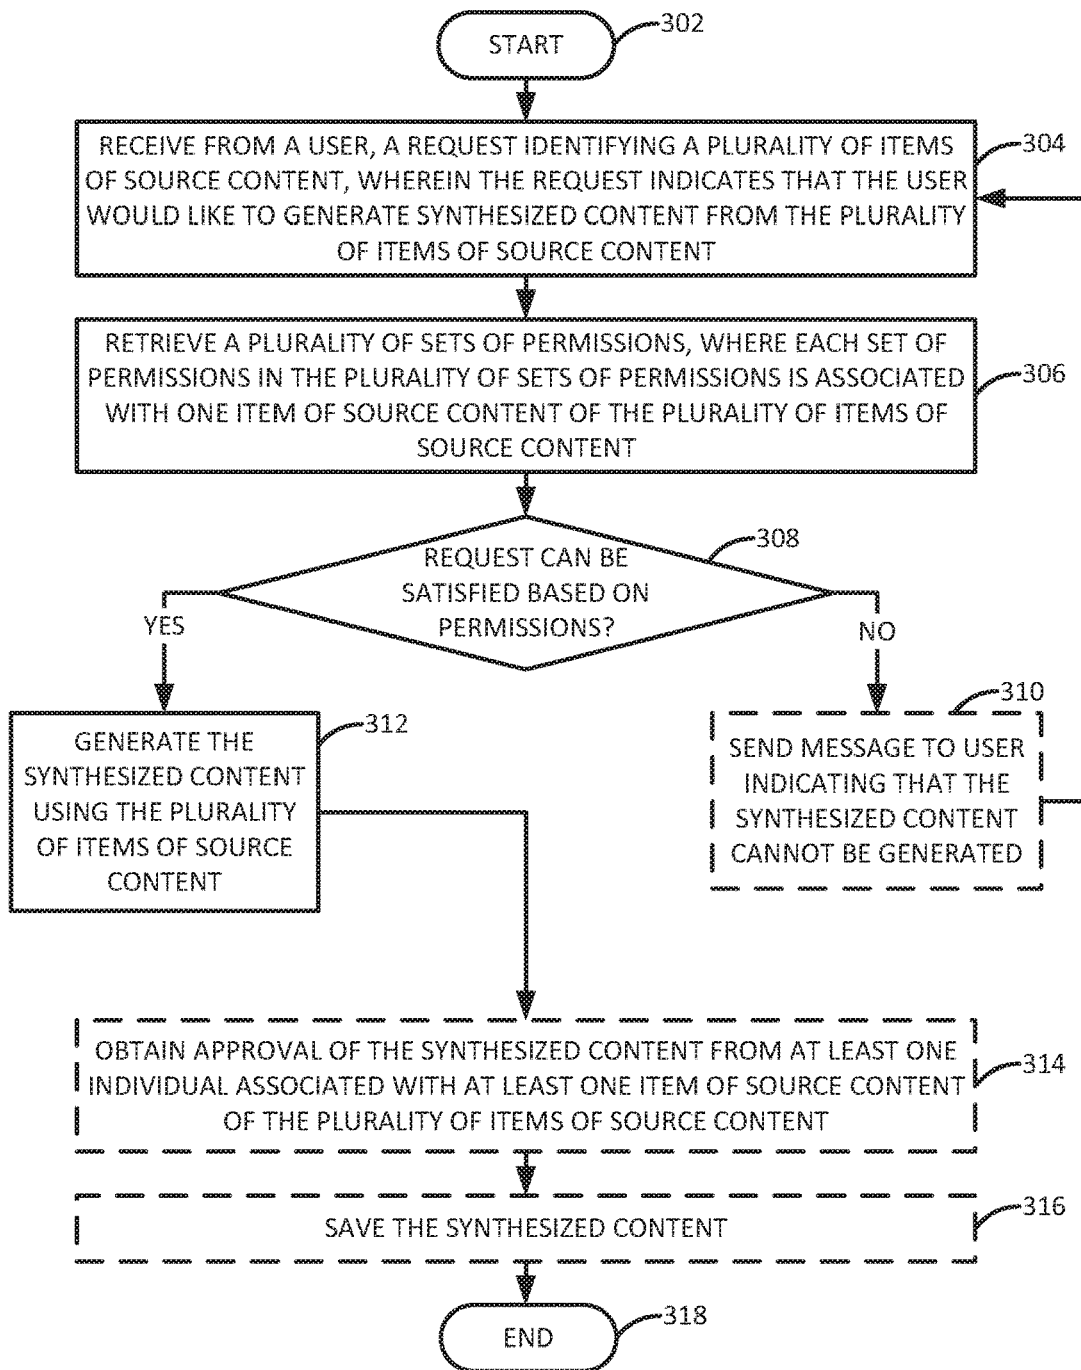 START
302
RECEIVE FROM A USER, A REQUEST IDENTIFYING A PLURALITY OF ITEMS
OF SOURCE CONTENT, WHEREIN THE REQUEST INDICATES THAT THE USER
WOULD LIKE TO GENERATE SYNTHESIZED CONTENT FROM THE PLURALITY
OF ITEMS OF SOURCE CONTENT
304
RETRIEVE A PLURALITY OF SETS OF PERMISSIONS, WHERE EACH SET OF
PERMISSIONS IN THE PLURALITY OF SETS OF PERMISSIONS IS ASSOCIATED
WITH ONE ITEM OF SOURCE CONTENT OF THE PLURALITY OF ITEMS OF
SOURCE CONTENT
306
REQUEST CAN BE
SATISFIED BASED ON
PERMISSIONS?
308
YES
NO
GENERATE THE
SYNTHESIZED CONTENT
USING THE PLURALITY
OF ITEMS OF SOURCE
CONTENT
312
310
SEND MESSAGE TO USER
INDICATING THAT THE
SYNTHESIZED CONTENT
CANNOT BE GENERATED
OBTAIN APPROVAL OF THE SYNTHESIZED CONTENT FROM AT LEAST ONE
INDIVIDUAL ASSOCIATED WITH AT LEAST ONE ITEM OF SOURCE CONTENT
OF THE PLURALITY OF ITEMS OF SOURCE CONTENT
314
SAVE THE SYNTHESIZED CONTENT
316
END
318